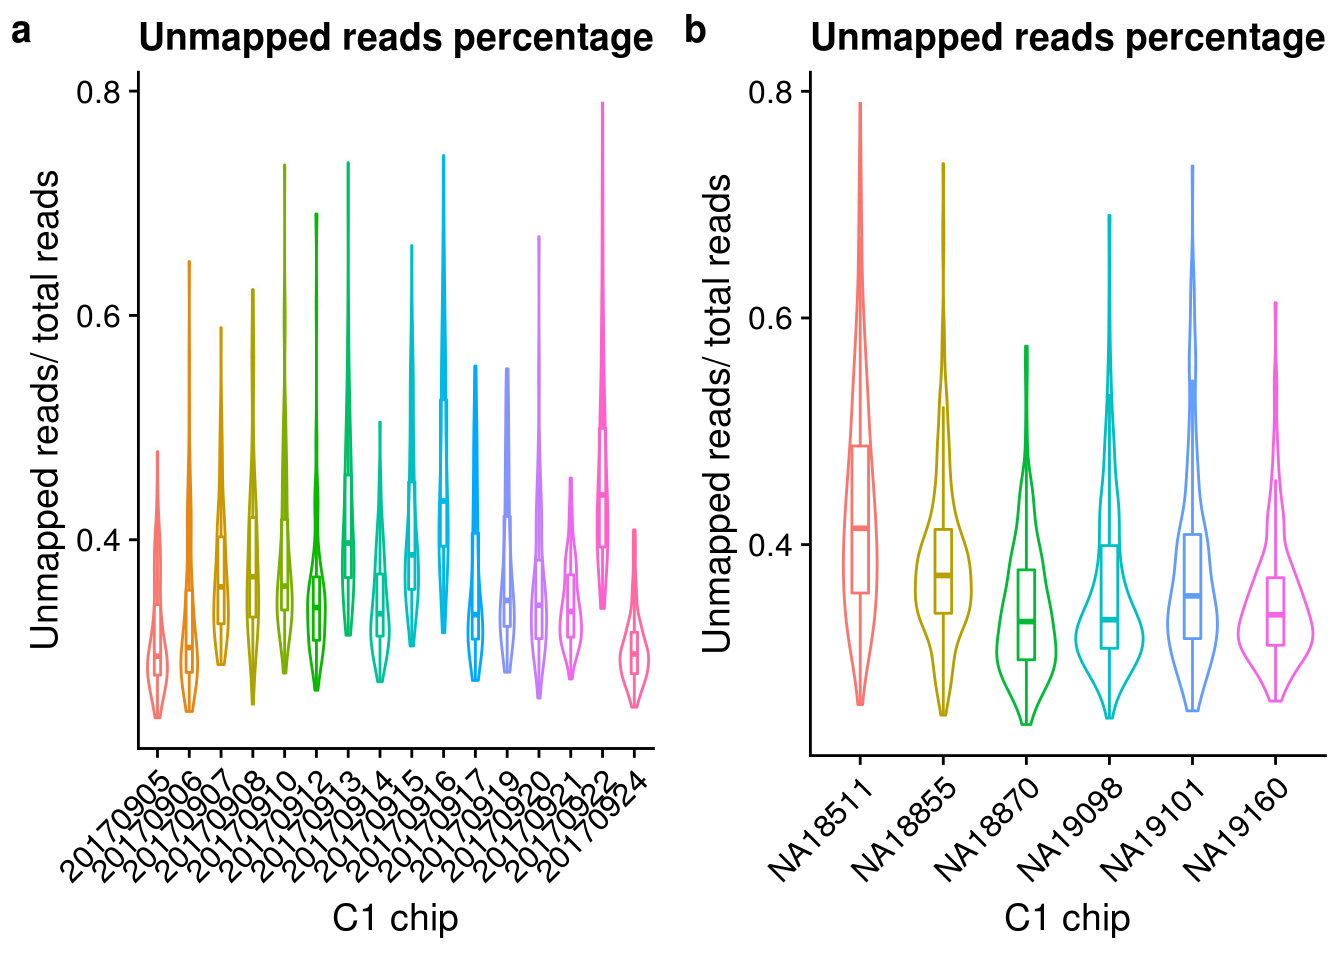 a
Unmapped reads percentage
Unmapped reads/ total reads
0.8
0.6
0.4
20170905
20170906
20170907
20170908
20170910
20170912
20170913
20170914
20170915
20170916
20170917
20170919
20170920
20170921
20170922
20170924
C1 chip
b
Unmapped reads percentage
Unmapped reads/ total reads
0.8
0.6
0.4
NA18511
NA18855
NA18870
NA19098
NA19101
NA19160
C1 chip